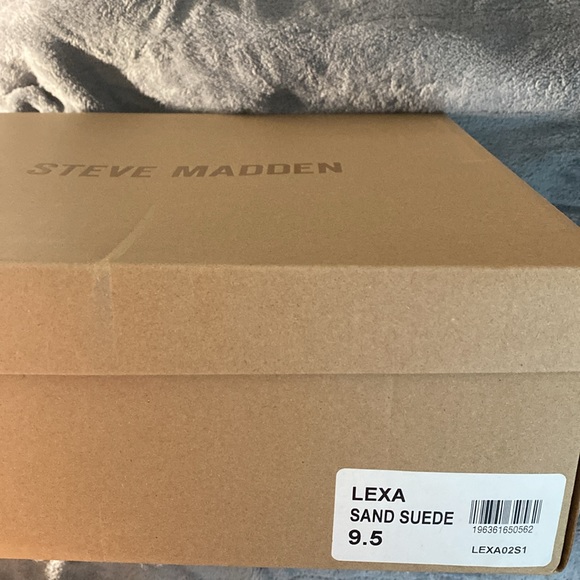 STEVE MADDEN
LEXA
SAND SUEDE
9.5
196361650562
LEXA02S1